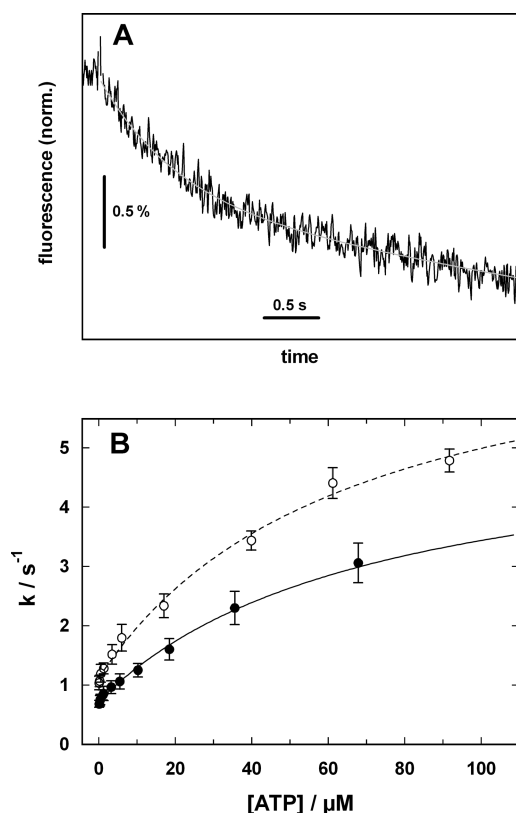 A
fluorescence (norm.)
0.5 %
0.5 s
time
B
k / s⁻¹
5
4
3
2
1
0
0 20 40 60 80 100
[ATP] / µM